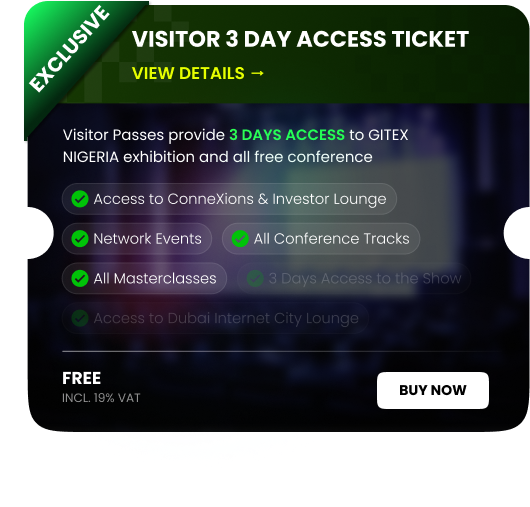 EXCLUSIVE
VISITOR 3 DAY ACCESS TICKET
VIEW DETAILS →
Visitor Passes provide 3 DAYS ACCESS to GITEX
NIGERIA exhibition and all free conference
Access to ConneXions & Investor Lounge
Network Events
All Conference Tracks
All Masterclasses
3 Days Access to the Show
Access to Dubai Internet City Lounge
FREE
INCL. 19% VAT
BUY NOW